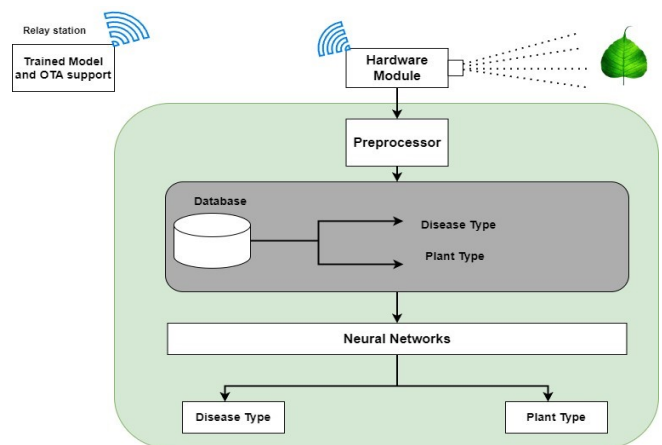 Relay station
Trained Model
and OTA support
Hardware
Module
Preprocessor
Database
Disease Type
Plant Type
Neural Networks
Disease Type
Plant Type